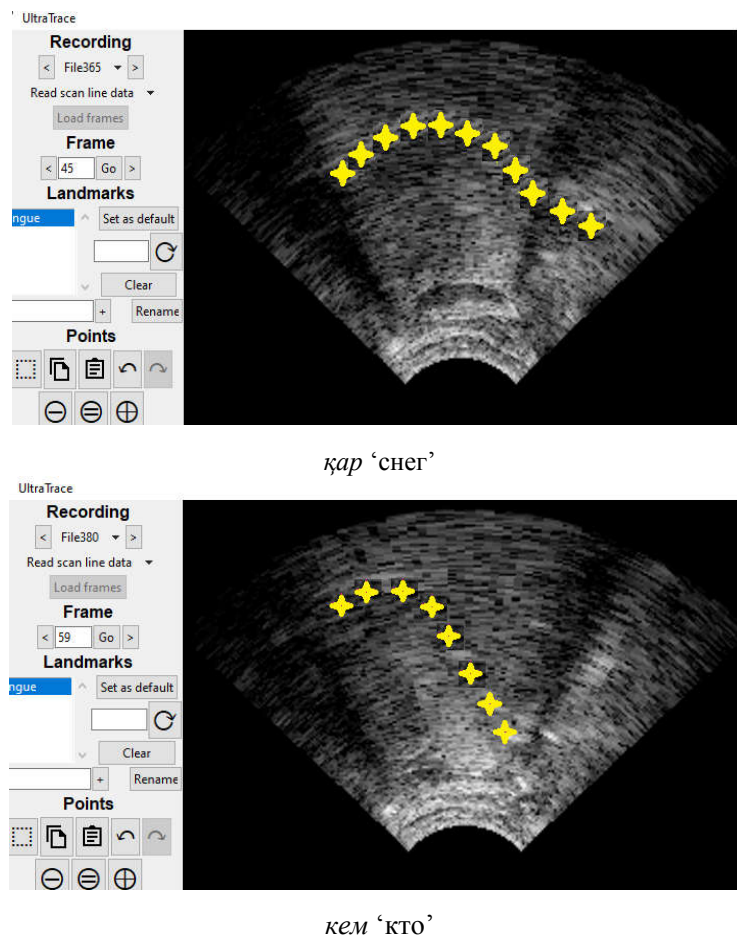 UltraTrace
Recording
< File365 >
Read scan line data
Load frames
Frame
< 45 Go >
Landmarks
ngue Set as default
Clear
+ Rename
Points
қар ‘снег’
UltraTrace
Recording
< File380 >
Read scan line data
Load frames
Frame
< 59 Go >
Landmarks
ngue Set as default
Clear
+ Rename
Points
кем ‘кто’